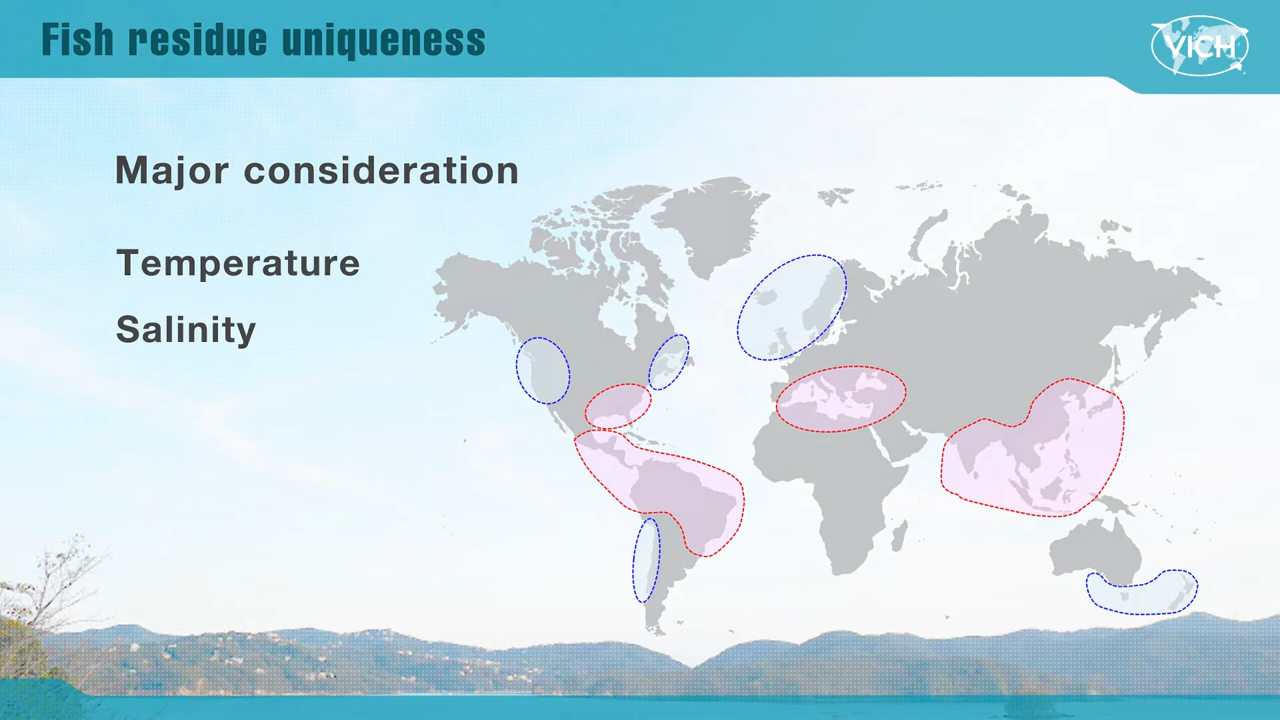 Fish residue uniqueness
VICH
Major consideration
Temperature
Salinity